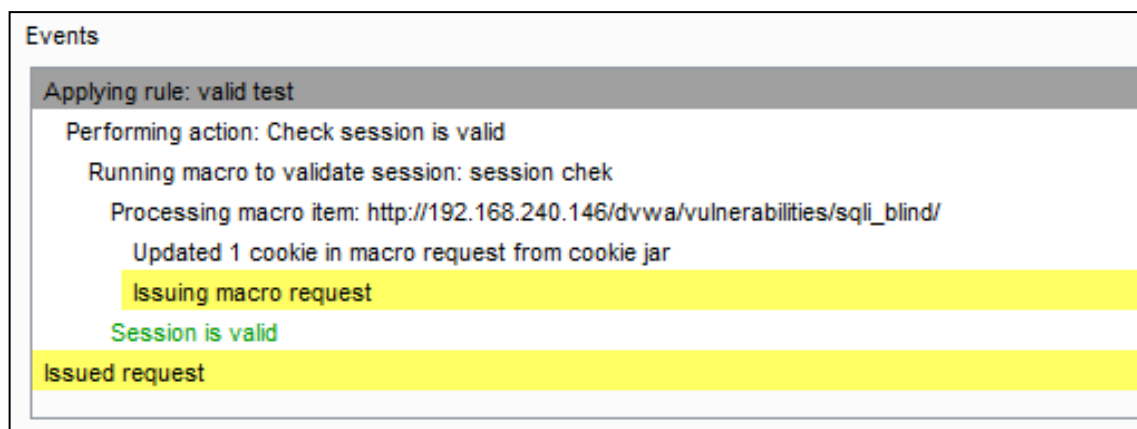 Events
Applying rule: valid test
Performing action: Check session is valid
Running macro to validate session: session chek
Processing macro item: http://192.168.240.146/dvwa/vulnerabilities/sqli_blind/
Updated 1 cookie in macro request from cookie jar
Issuing macro request
Session is valid
Issued request